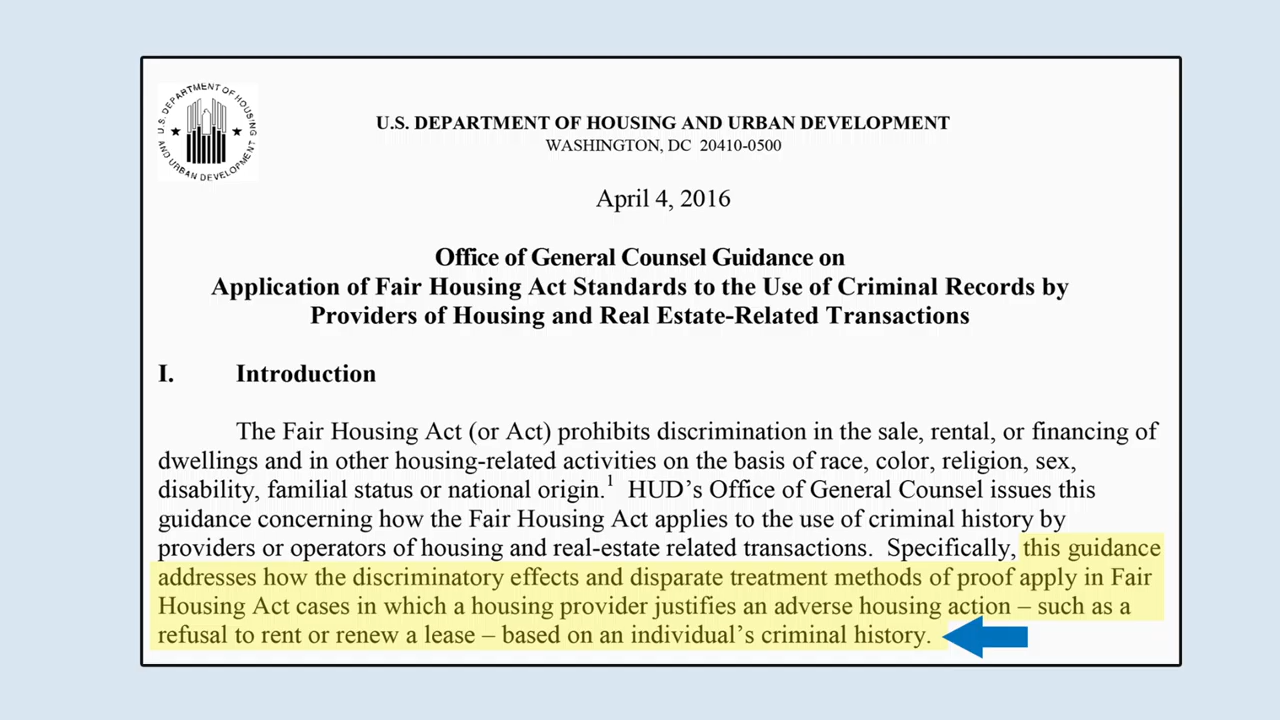 U.S. DEPARTMENT OF HOUSING AND URBAN DEVELOPMENT
U.S. DEPARTMENT OF HOUSING AND URBAN DEVELOPMENT
WASHINGTON, DC 20410-0500
April 4, 2016
Office of General Counsel Guidance on
Application of Fair Housing Act Standards to the Use of Criminal Records by
Providers of Housing and Real Estate-Related Transactions
I. Introduction
The Fair Housing Act (or Act) prohibits discrimination in the sale, rental, or financing of
dwellings and in other housing-related activities on the basis of race, color, religion, sex,
disability, familial status or national origin.1 HUD’s Office of General Counsel issues this
guidance concerning how the Fair Housing Act applies to the use of criminal history by
providers or operators of housing and real-estate related transactions. Specifically, this guidance
addresses how the discriminatory effects and disparate treatment methods of proof apply in Fair
Housing Act cases in which a housing provider justifies an adverse housing action – such as a
refusal to rent or renew a lease – based on an individual’s criminal history.